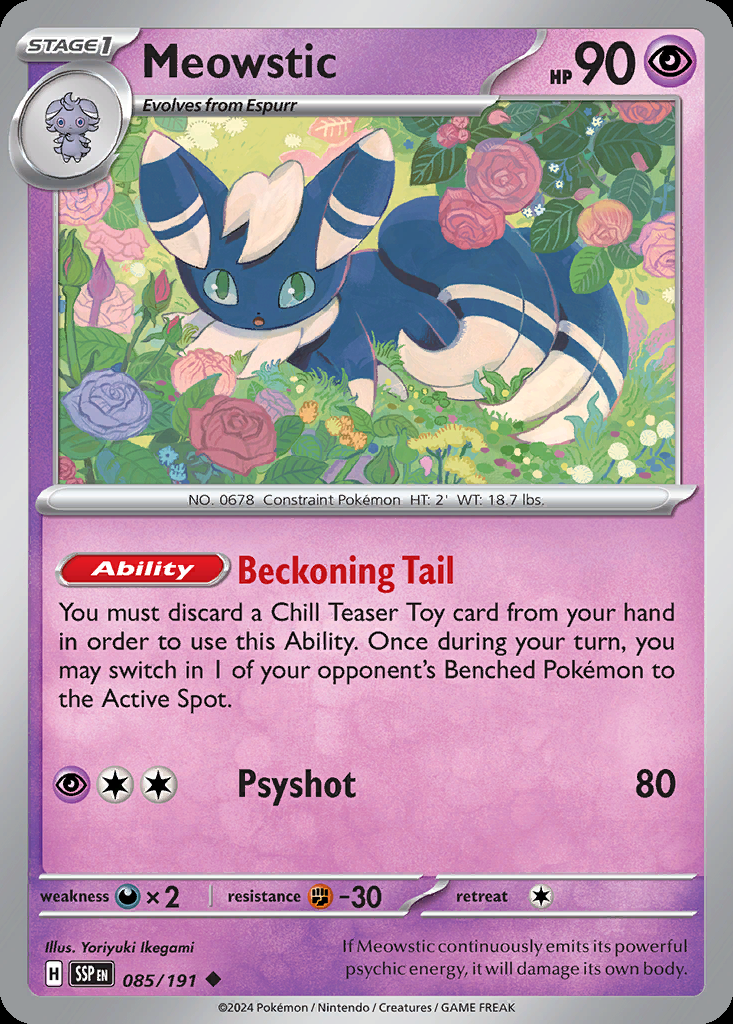 STAGE1
Meowstic
HP 90
Evolves from Espurr
NO. 0678 Constraint Pokémon HT: 2' WT: 18.7 lbs.
Ability Beckoning Tail
You must discard a Chill Teaser Toy card from your hand
in order to use this Ability. Once during your turn, you
may switch in 1 of your opponent's Benched Pokémon to
the Active Spot.
Psyshot 80
weakness ×2 resistance -30 retreat
Illus. Yoriyuki Ikegami
If Meowstic continuously emits its powerful
psychic energy, it will damage its own body.
H SSP EN 085/191
©2024 Pokémon / Nintendo / Creatures / GAME FREAK